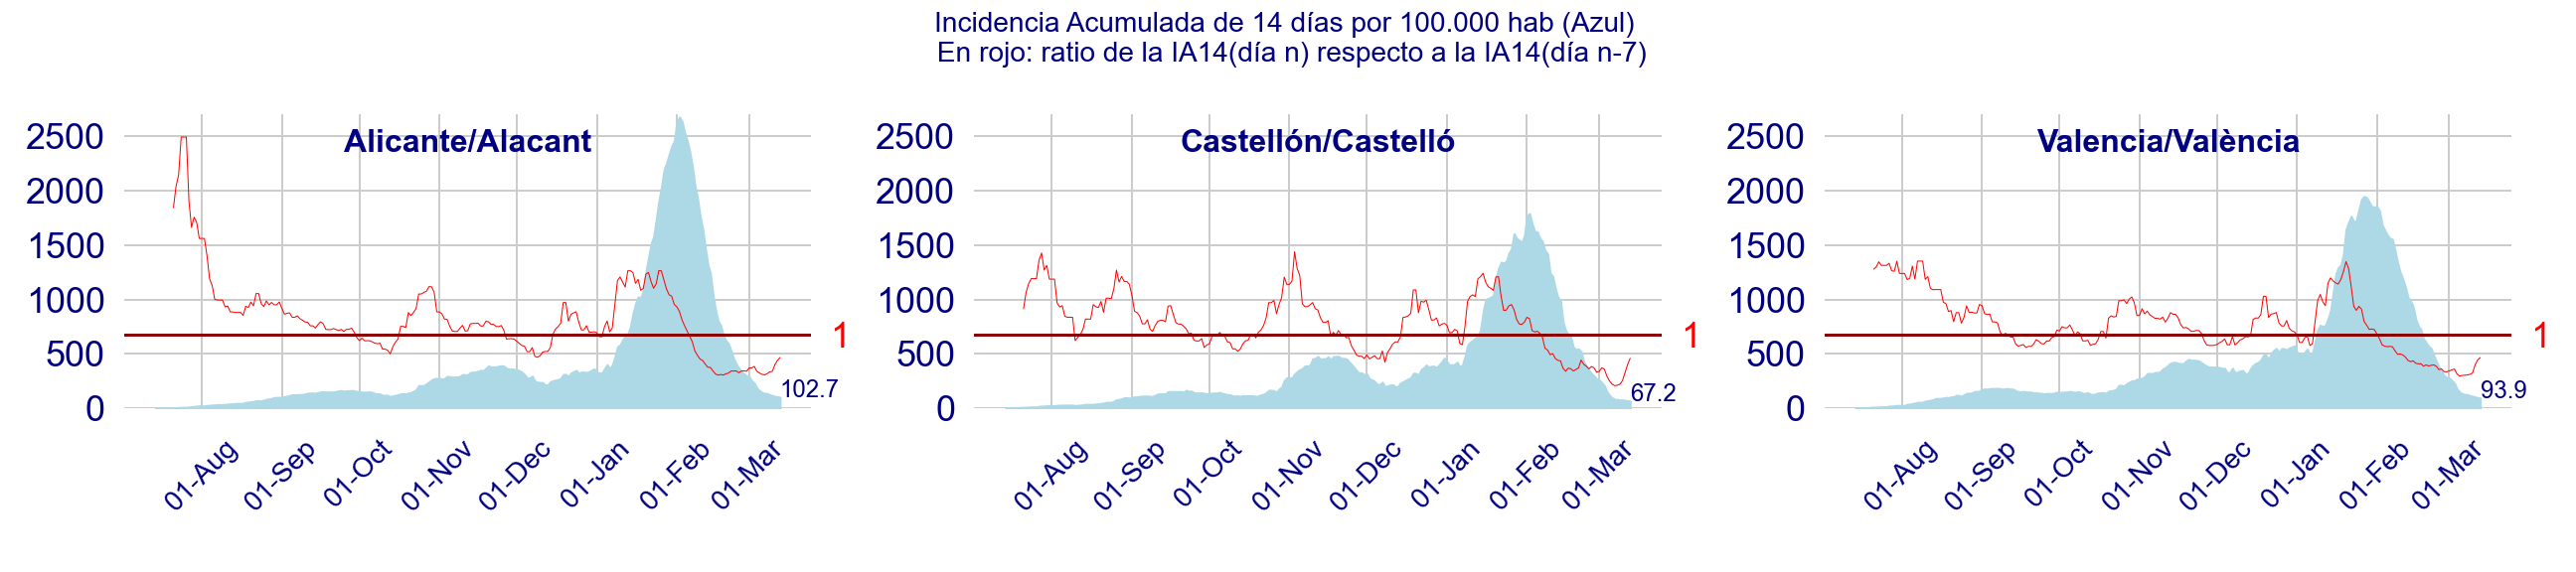 Incidencia Acumulada de 14 días por 100.000 hab (Azul)
En rojo: ratio de la IA14(día n) respecto a la IA14(día n-7)
Alicante/Alacant
2500
2000
1500
1000
500
0
1
102.7
01-Aug
01-Sep
01-Oct
01-Nov
01-Dec
01-Jan
01-Feb
01-Mar
Castellón/Castelló
2500
2000
1500
1000
500
0
1
67.2
01-Aug
01-Sep
01-Oct
01-Nov
01-Dec
01-Jan
01-Feb
01-Mar
Valencia/València
2500
2000
1500
1000
500
0
1
93.9
01-Aug
01-Sep
01-Oct
01-Nov
01-Dec
01-Jan
01-Feb
01-Mar